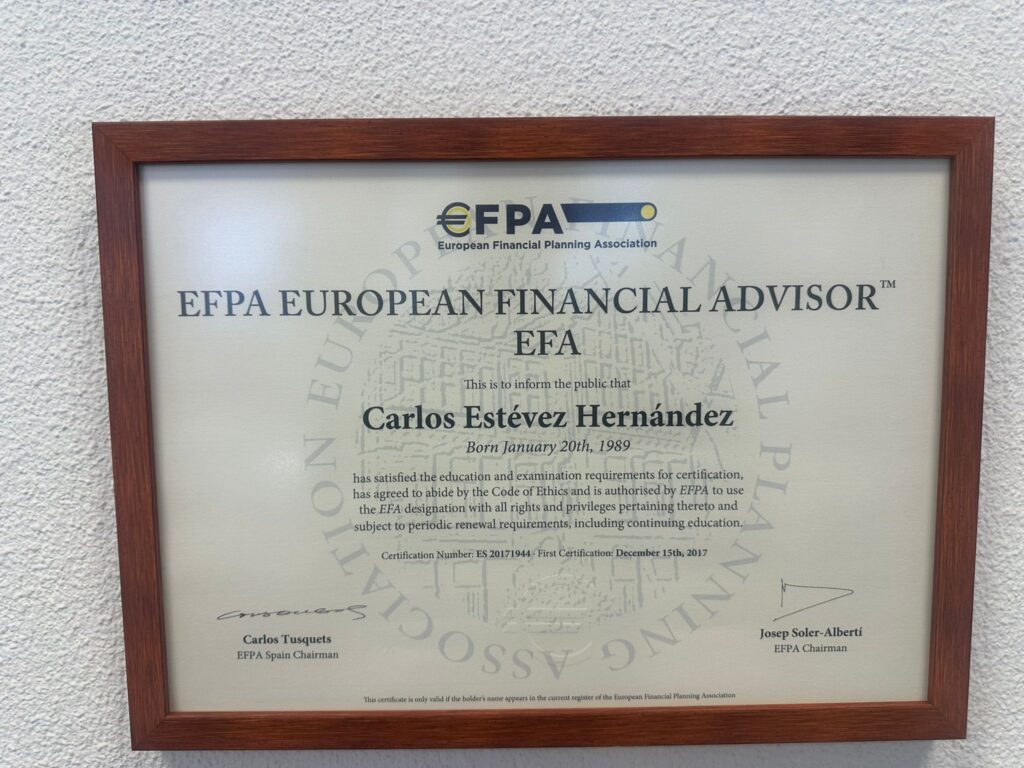 €FPA
European Financial Planning Association
EFPA EUROPEAN FINANCIAL ADVISOR™
EFA
This is to inform the public that
Carlos Estévez Hernández
Born January 20th, 1989
has satisfied the education and examination requirements for certification,
has agreed to abide by the Code of Ethics and is authorised by EFPA to use
the EFA designation with all rights and privileges pertaining thereto and
subject to periodic renewal requirements, including continuing education.
Certification Number: ES 20171944 - First Certification: December 15th, 2017
Carlos Tusquets
EFPA Spain Chairman
Josep Soler-Albertí
EFPA Chairman
This certificate is only valid if the holder's name appears in the current register of the European Financial Planning Association
EUROPEAN FINANCIAL PLANNING ASSOCIATION